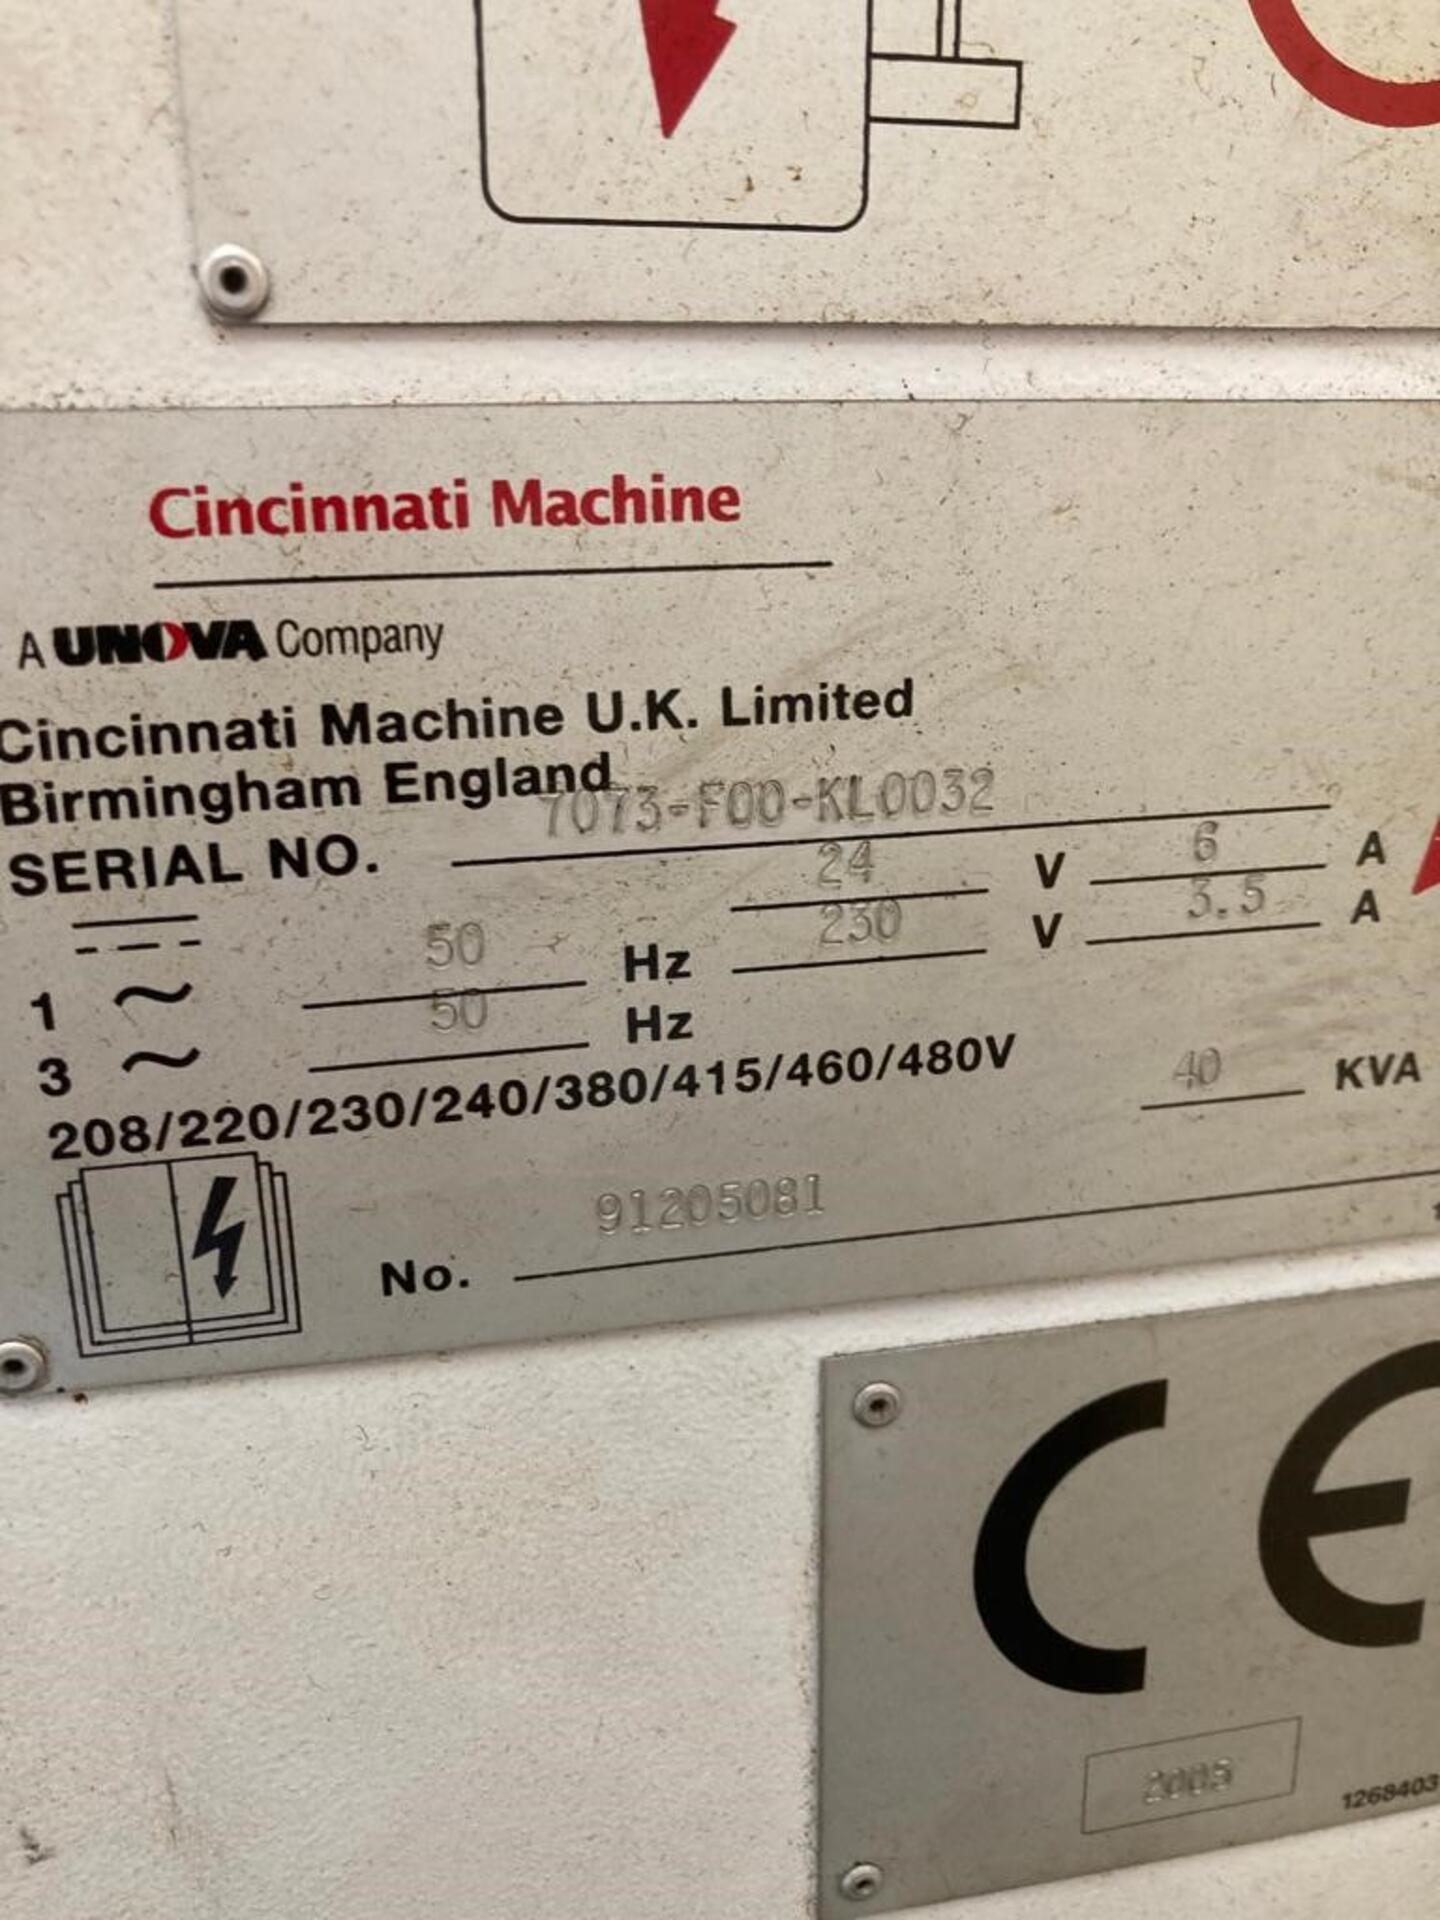 Cincinnati Machine
A UNOVA Company
Cincinnati Machine U.K. Limited
Birmingham England
SERIAL NO. 7073-F00-KL0032
24 V 6 A
1 ~ 50 Hz 230 V 3.5 A
3 ~ 50 Hz
208/220/230/240/380/415/460/480V 40 KVA
No. 91205081
CE
2005
1268403